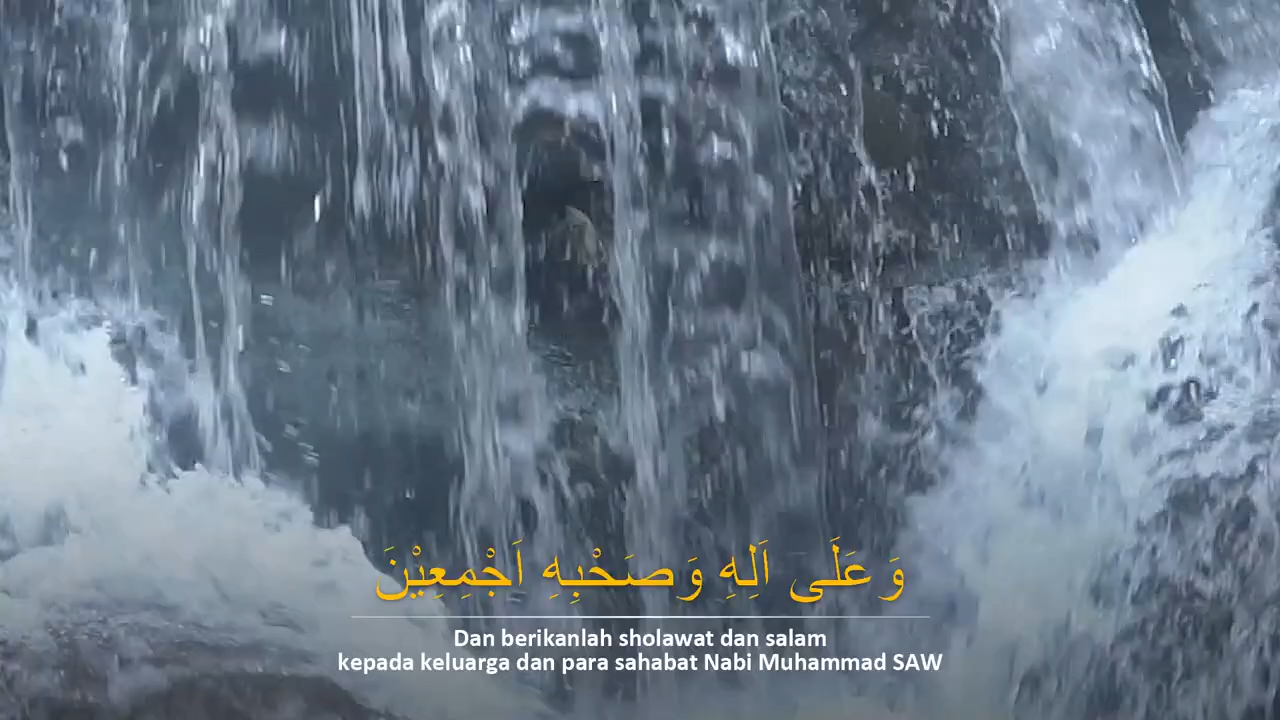 وَ عَلَى اَلِهِ وَصَحْبِهِ اَجْمِعِيْنَ
Dan berikanlah sholawat dan salam
kepada keluarga dan para sahabat Nabi Muhammad SAW